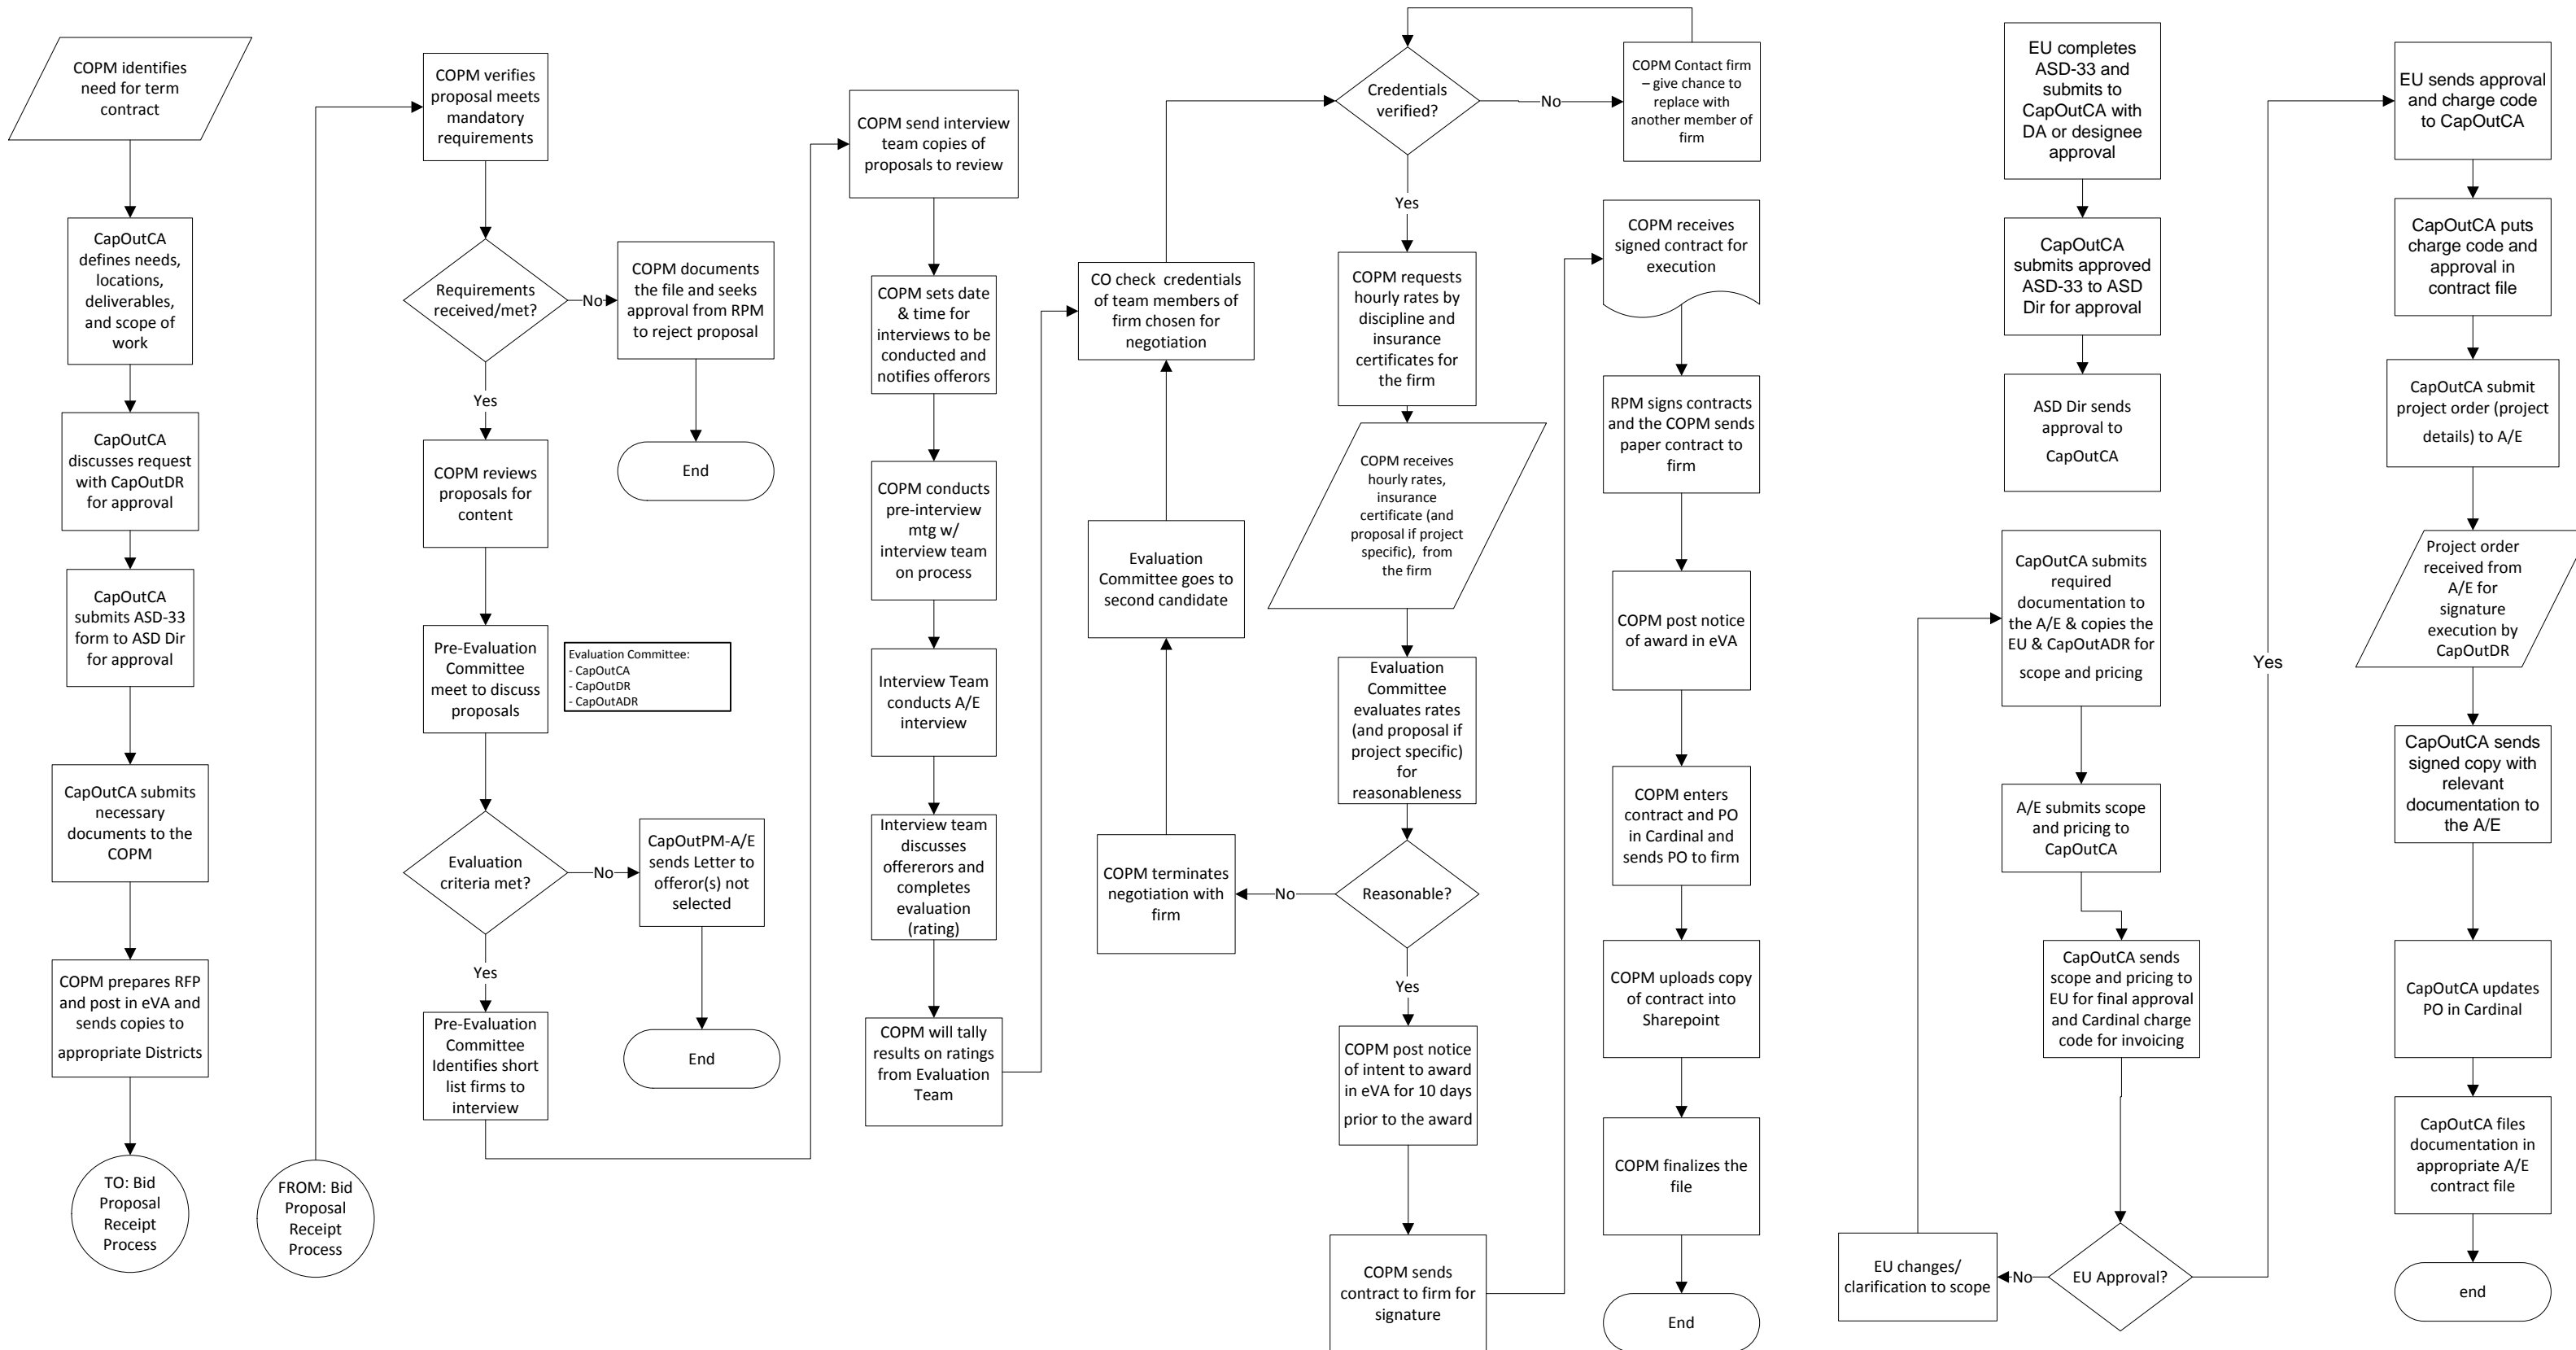 COPM identifies
need for term
contract
CapOutCA
defines needs,
locations,
deliverables,
and scope of
work
CapOutCA
discusses request
with CapOutDR
for approval
CapOutCA
submits ASD-33
form to ASD Dir
for approval
CapOutCA submits
necessary
documents to the
COPM
COPM prepares RFP
and post in eVA and
sends copies to
appropriate Districts
TO: Bid
Proposal
Receipt
Process
FROM: Bid
Proposal
Receipt
Process
COPM verifies
proposal meets
mandatory
requirements
Requirements
received/met?
No
COPM documents
the file and seeks
approval from RPM
to reject proposal
End
Yes
COPM reviews
proposals for
content
Pre-Evaluation
Committee
meet to discuss
proposals
Evaluation Committee:
- CapOutCA
- CapOutDR
- CapOutADR
Evaluation
criteria met?
No
CapOutPM-A/E
sends Letter to
offeror(s) not
selected
End
Yes
Pre-Evaluation
Committee
Identifies short
list firms to
interview
COPM send interview
team copies of
proposals to review
COPM sets date
& time for
interviews to be
conducted and
notifies offerors
COPM conducts
pre-interview
mtg w/
interview team
on process
Interview Team
conducts A/E
interview
Interview team
discusses
offererors and
completes
evaluation
(rating)
COPM will tally
results on ratings
from Evaluation
Team
CO check  credentials
of team members of
firm chosen for
negotiation
Evaluation
Committee goes to
second candidate
COPM terminates
negotiation with
firm
Credentials
verified?
No
COPM Contact firm
– give chance to
replace with
another member of
firm
Yes
COPM requests
hourly rates by
discipline and
insurance
certificates for
the firm
COPM receives
hourly rates,
insurance
certificate (and
proposal if project
specific),  from
the firm
Evaluation
Committee
evaluates rates
(and proposal if
project specific)
for
reasonableness
Reasonable?
No
Yes
COPM post notice
of intent to award
in eVA for 10 days
prior to the award
COPM sends
contract to firm for
signature
COPM receives
signed contract for
execution
RPM signs contracts
and the COPM sends
paper contract to
firm
COPM post notice
of award in eVA
COPM enters
contract and PO
in Cardinal and
sends PO to firm
COPM uploads copy
of contract into
Sharepoint
COPM finalizes the
file
End
EU completes
ASD-33 and
submits to
CapOutCA with
DA or designee
approval
CapOutCA
submits approved
ASD-33 to ASD
Dir for approval
ASD Dir sends
approval to
CapOutCA
CapOutCA submits
required
documentation to
the A/E & copies the
EU & CapOutADR for
scope and pricing
A/E submits scope
and pricing to
CapOutCA
CapOutCA sends
scope and pricing to
EU for final approval
and Cardinal charge
code for invoicing
EU Approval?
No
EU changes/
clarification to scope
Yes
EU sends approval
and charge code
to CapOutCA
CapOutCA puts
charge code and
approval in
contract file
CapOutCA submit
project order (project
details) to A/E
Project order
received from
A/E for
signature
execution by
CapOutDR
CapOutCA sends
signed copy with
relevant
documentation to
the A/E
CapOutCA updates
PO in Cardinal
CapOutCA files
documentation in
appropriate A/E
contract file
end